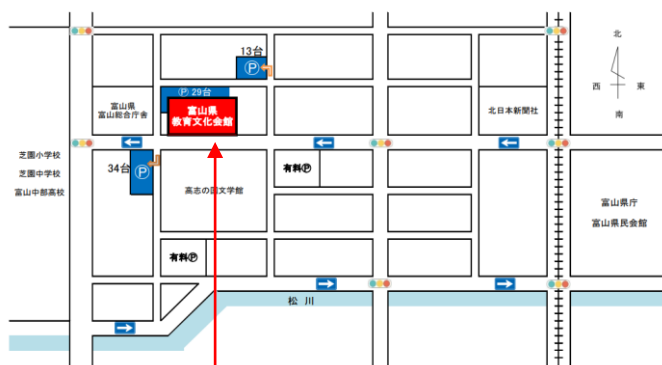 北
西 東
南
13台
Ⓟ
Ⓟ 29台
富山県
富山総合庁舎
富山県
教育文化会館
北日本新聞社
芝園小学校
芝園中学校
富山中部高校
34台
Ⓟ
高志の国文学館
有料Ⓟ
富山県庁
富山県民会館
有料Ⓟ
松川